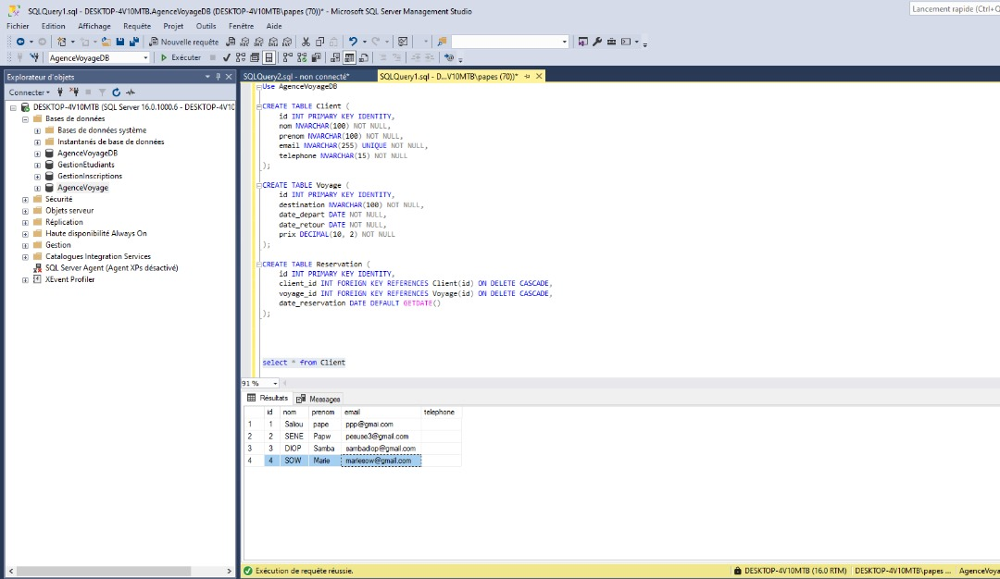 SQLQuery1.sql - DESKTOP-4V10MTB.AgenceVoyageDB (DESKTOP-4V10MTB\papes (70))* - Microsoft SQL Server Management Studio
Lancement rapide (Ctrl+Q
Fichier Edition Affichage Requête Projet Outils Fenêtre Aide
Nouvelle requête
AgenceVoyageDB Exécuter
Explorateur d'objets
SQLQuery2.sql - non connecté* SQLQuery1.sql - D...V10MTB\papes (70))*
Connecter
DESKTOP-4V10MTB (SQL Server 16.0.1000.6 - DESKTOP-4V10
Bases de données
Bases de données système
Instantanés de base de données
AgenceVoyageDB
GestionEtudiants
GestionInscriptions
AgenceVoyage
Sécurité
Objets serveur
Réplication
Haute disponibilité Always On
Gestion
Catalogues Integration Services
SQL Server Agent (Agent XPs désactivé)
XEvent Profiler
Use AgenceVoyageDB
CREATE TABLE Client (
id INT PRIMARY KEY IDENTITY,
nom NVARCHAR(100) NOT NULL,
prenom NVARCHAR(100) NOT NULL,
email NVARCHAR(255) UNIQUE NOT NULL,
telephone NVARCHAR(15) NOT NULL
);
CREATE TABLE Voyage (
id INT PRIMARY KEY IDENTITY,
destination NVARCHAR(100) NOT NULL,
date_depart DATE NOT NULL,
date_retour DATE NOT NULL,
prix DECIMAL(10, 2) NOT NULL
);
CREATE TABLE Reservation (
id INT PRIMARY KEY IDENTITY,
client_id INT FOREIGN KEY REFERENCES Client(id) ON DELETE CASCADE,
voyage_id INT FOREIGN KEY REFERENCES Voyage(id) ON DELETE CASCADE,
date_reservation DATE DEFAULT GETDATE()
);
select * from Client
91 %
Résultats Messages
id nom prenom email telephone
1 1 Saliou pape ppp@gmai.com
2 2 SENE Papw pesuse3@gmail.com
3 3 DIOP Samba sambadiop@gmail.com
4 4 SOW Marie mariesow@gmail.com
Exécution de requête réussie.
DESKTOP-4V10MTB (16.0 RTM) DESKTOP-4V10MTB\papes ... AgenceVoya